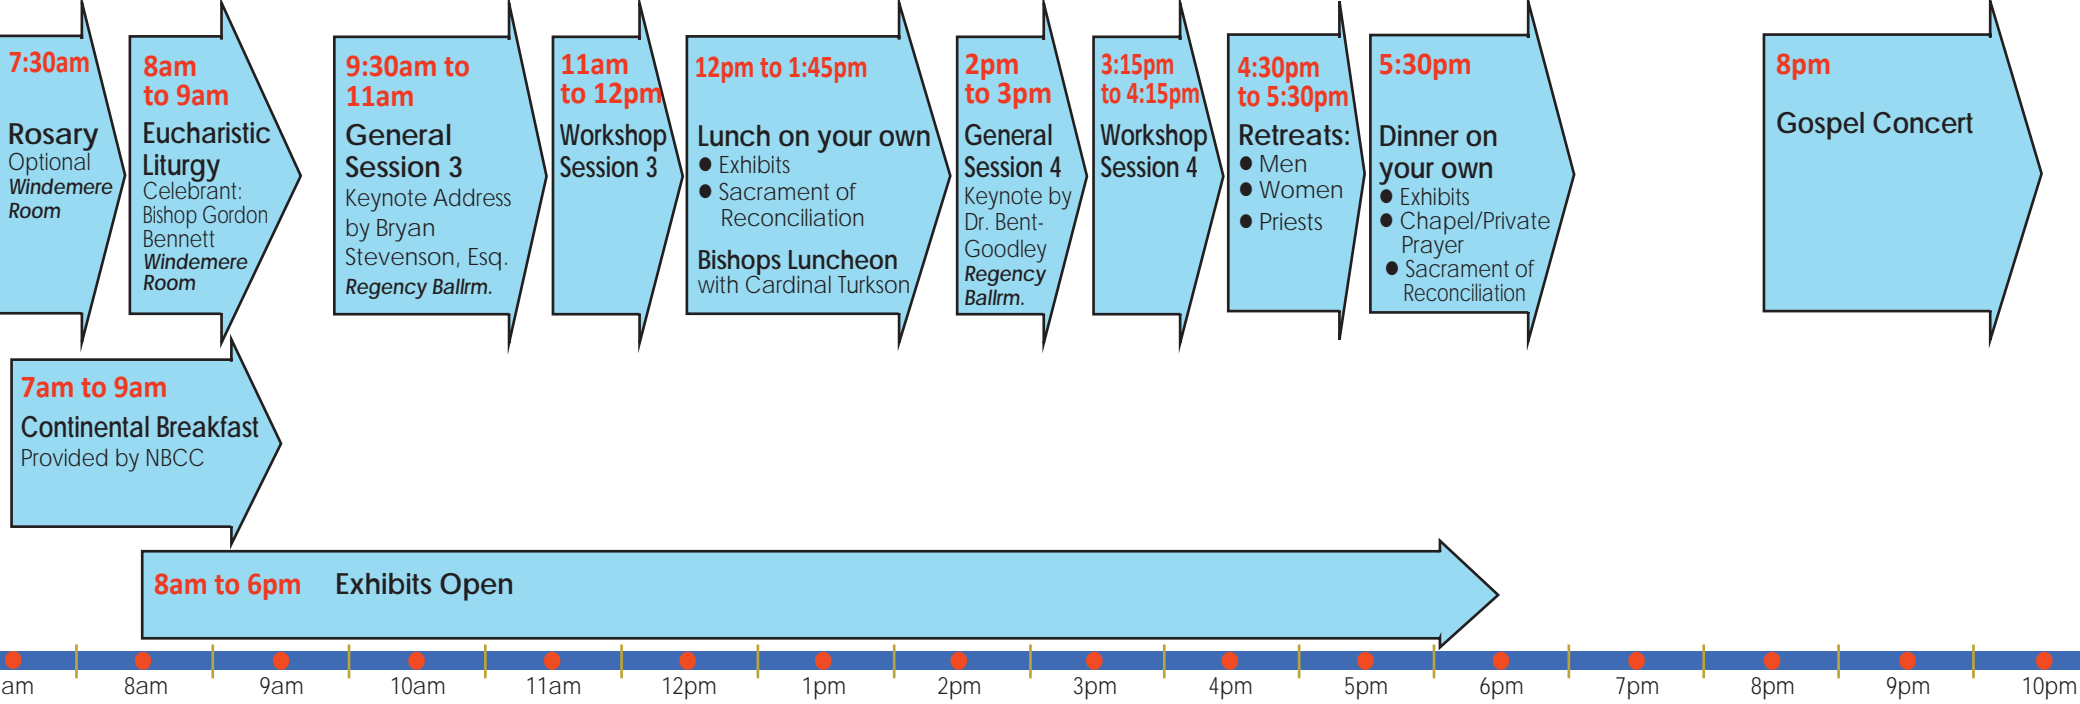 7:30am
Rosary
Optional
Windemere
Room
8am
to 9am
Eucharistic
Liturgy
Celebrant:
Bishop Gordon
Bennett
Windemere
Room
9:30am to
11am
General
Session 3
Keynote Address
by Bryan
Stevenson, Esq.
Regency Ballrm.
11am
to 12pm
Workshop
Session 3
12pm to 1:45pm
Lunch on your own
● Exhibits
● Sacrament of
Reconciliation
Bishops Luncheon
with Cardinal Turkson
2pm
to 3pm
General
Session 4
Keynote by
Dr. Bent-
Goodley
Regency
Ballrm.
3:15pm
to 4:15pm
Workshop
Session 4
4:30pm
to 5:30pm
Retreats:
● Men
● Women
● Priests
5:30pm
Dinner on
your own
● Exhibits
● Chapel/Private
Prayer
● Sacrament of
Reconciliation
8pm
Gospel Concert
7am to 9am
Continental Breakfast
Provided by NBCC
8am to 6pm Exhibits Open
am 8am 9am 10am 11am 12pm 1pm 2pm 3pm 4pm 5pm 6pm 7pm 8pm 9pm 10pm